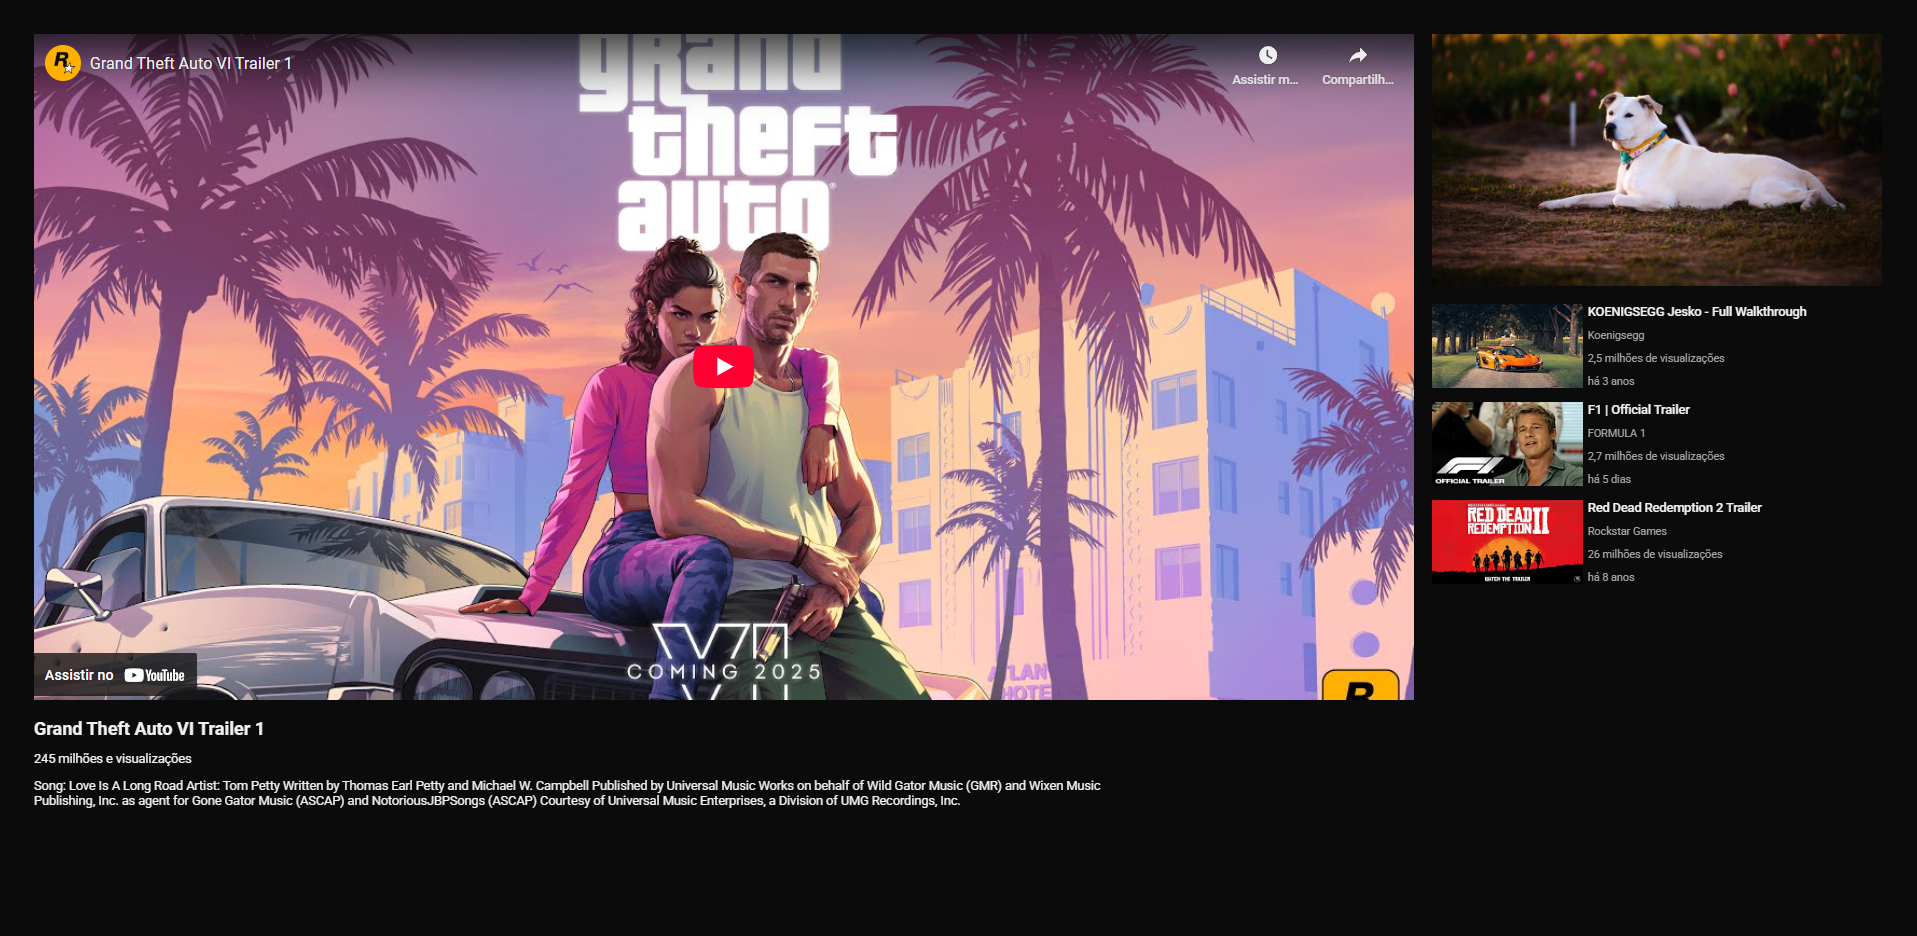 Grand Theft Auto VI Trailer 1
Assistir m...
Compartilh...
grand
theft
auto
®
VI
COMING 2025
ATLAN
HOTE
R
Assistir no YouTube
Grand Theft Auto VI Trailer 1
245 milhões e visualizações
Song: Love Is A Long Road Artist: Tom Petty Written by Thomas Earl Petty and Michael W. Campbell Published by Universal Music Works on behalf of Wild Gator Music (GMR) and Wixen Music
Publishing, Inc. as agent for Gone Gator Music (ASCAP) and NotoriousJBPSongs (ASCAP) Courtesy of Universal Music Enterprises, a Division of UMG Recordings, Inc.
KOENIGSEGG Jesko - Full Walkthrough
Koenigsegg
2,5 milhões de visualizações
há 3 anos
F1
OFFICIAL TRAILER
F1 | Official Trailer
FORMULA 1
2,7 milhões de visualizações
há 5 dias
RED DEAD
REDEMPTION II
WATCH THE TRAILER
Red Dead Redemption 2 Trailer
Rockstar Games
26 milhões de visualizações
há 8 anos